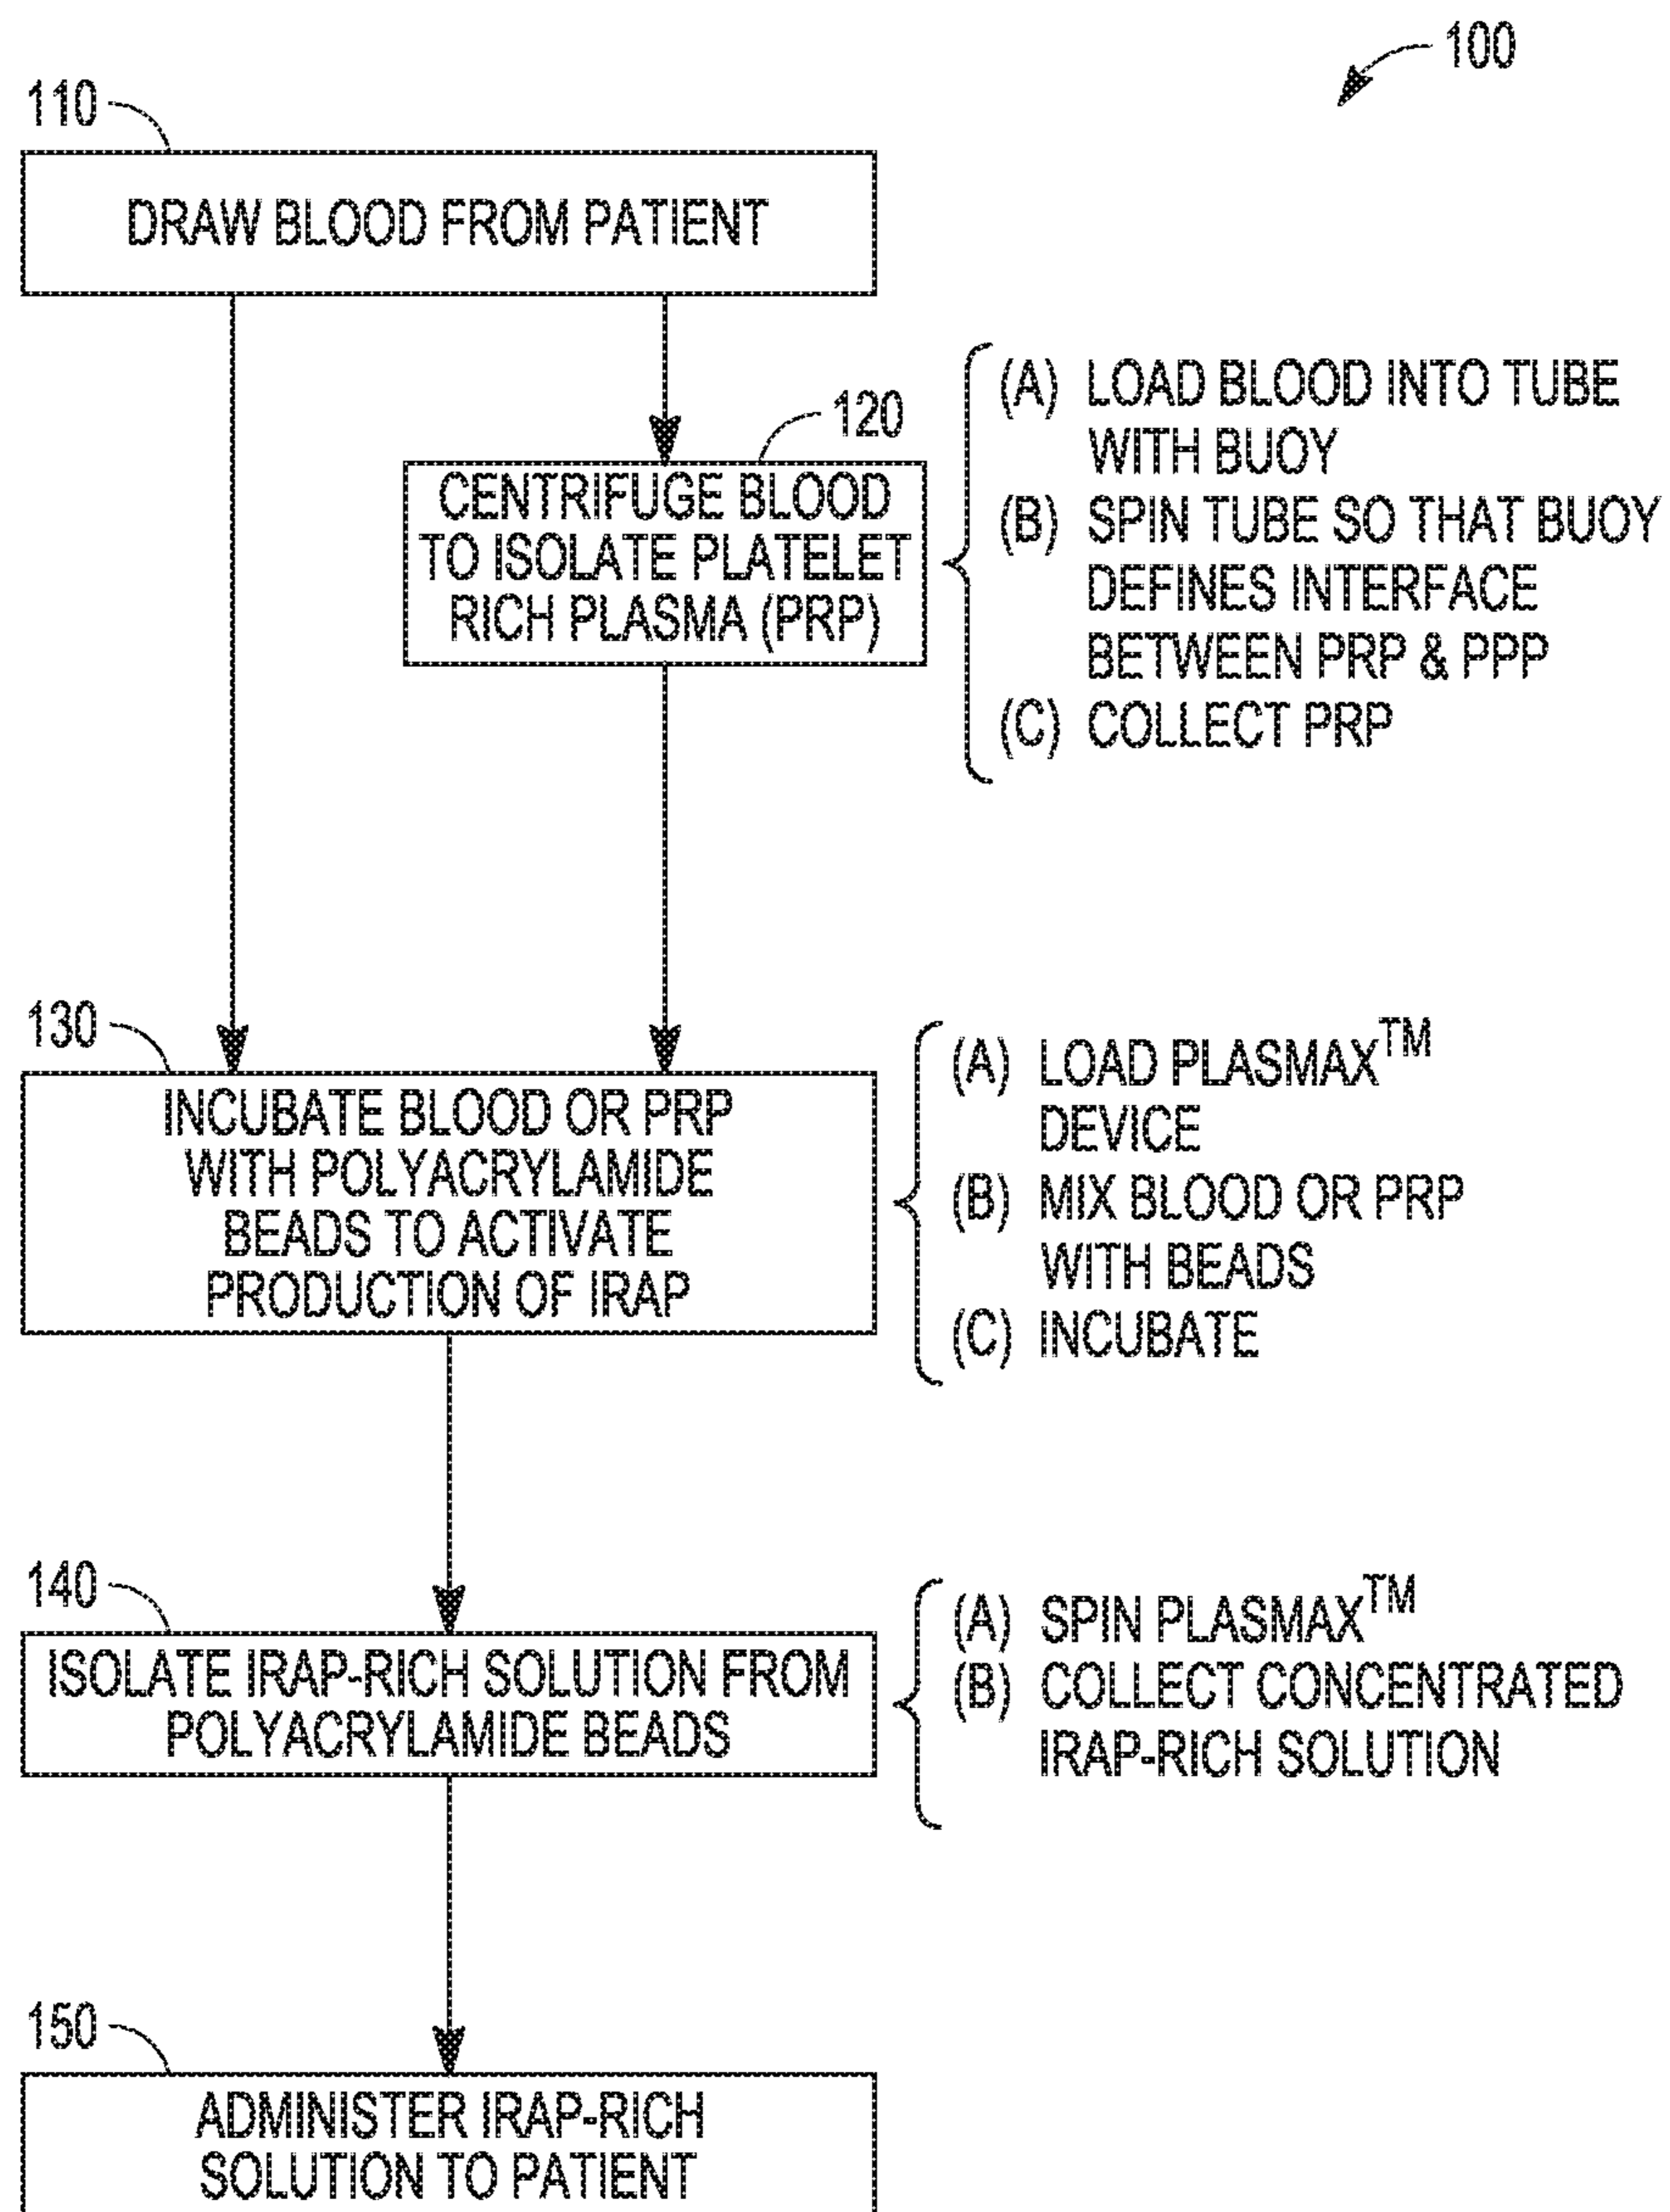 100
110
DRAW BLOOD FROM PATIENT
120
CENTRIFUGE BLOOD
TO ISOLATE PLATELET
RICH PLASMA (PRP)
(A) LOAD BLOOD INTO TUBE
WITH BUOY
(B) SPIN TUBE SO THAT BUOY
DEFINES INTERFACE
BETWEEN PRP & PPP
(C) COLLECT PRP
130
INCUBATE BLOOD OR PRP
WITH POLYACRYLAMIDE
BEADS TO ACTIVATE
PRODUCTION OF IRAP
(A) LOAD PLASMAX™
DEVICE
(B) MIX BLOOD OR PRP
WITH BEADS
(C) INCUBATE
140
ISOLATE IRAP-RICH SOLUTION FROM
POLYACRYLAMIDE BEADS
(A) SPIN PLASMAX™
(B) COLLECT CONCENTRATED
IRAP-RICH SOLUTION
150
ADMINISTER IRAP-RICH
SOLUTION TO PATIENT